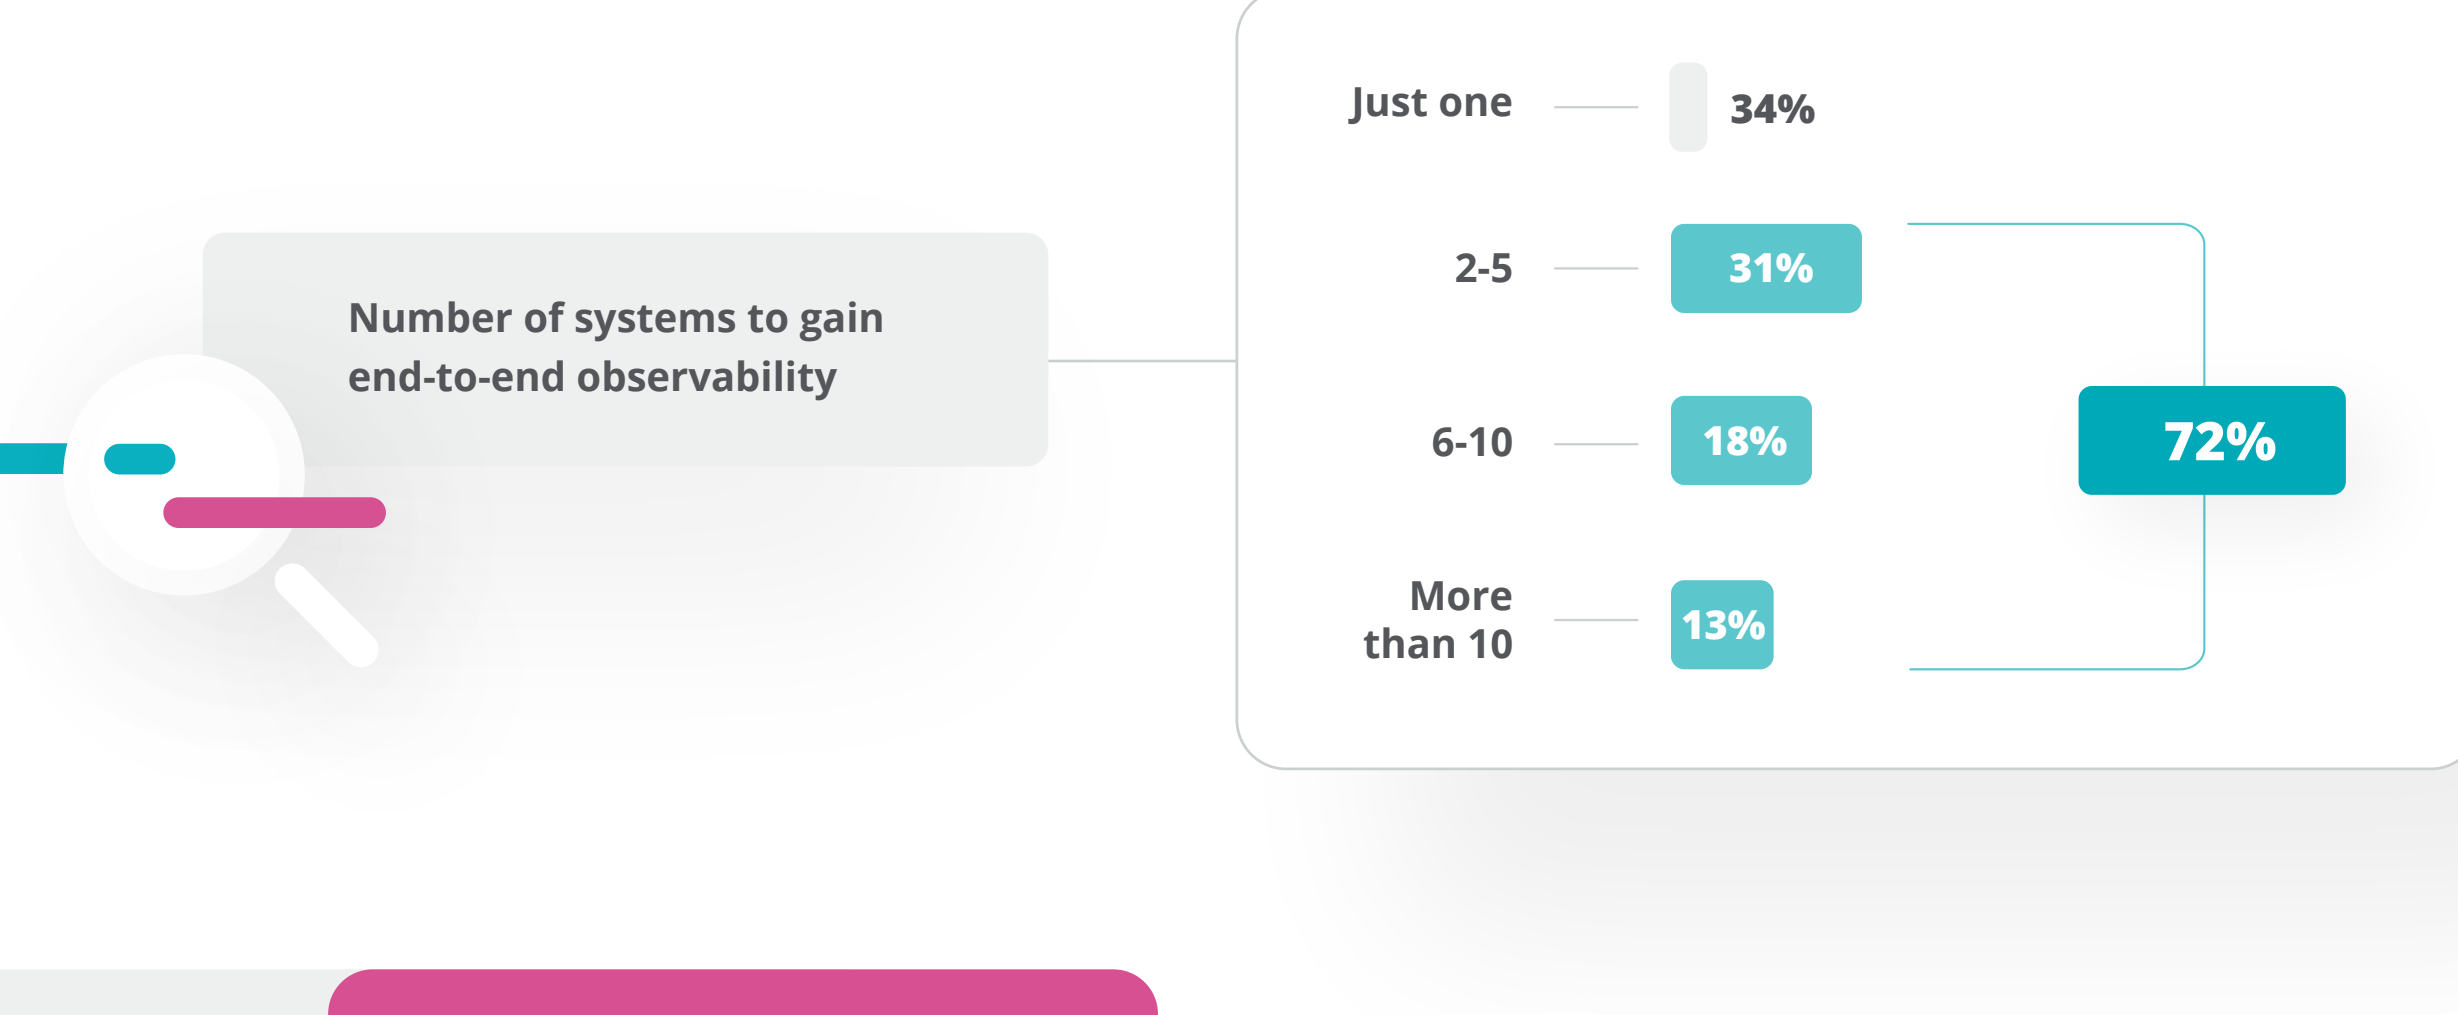 Number of systems to gain
end-to-end observability
Just one
34%
2-5
31%
6-10
18%
More
than 10
13%
72%